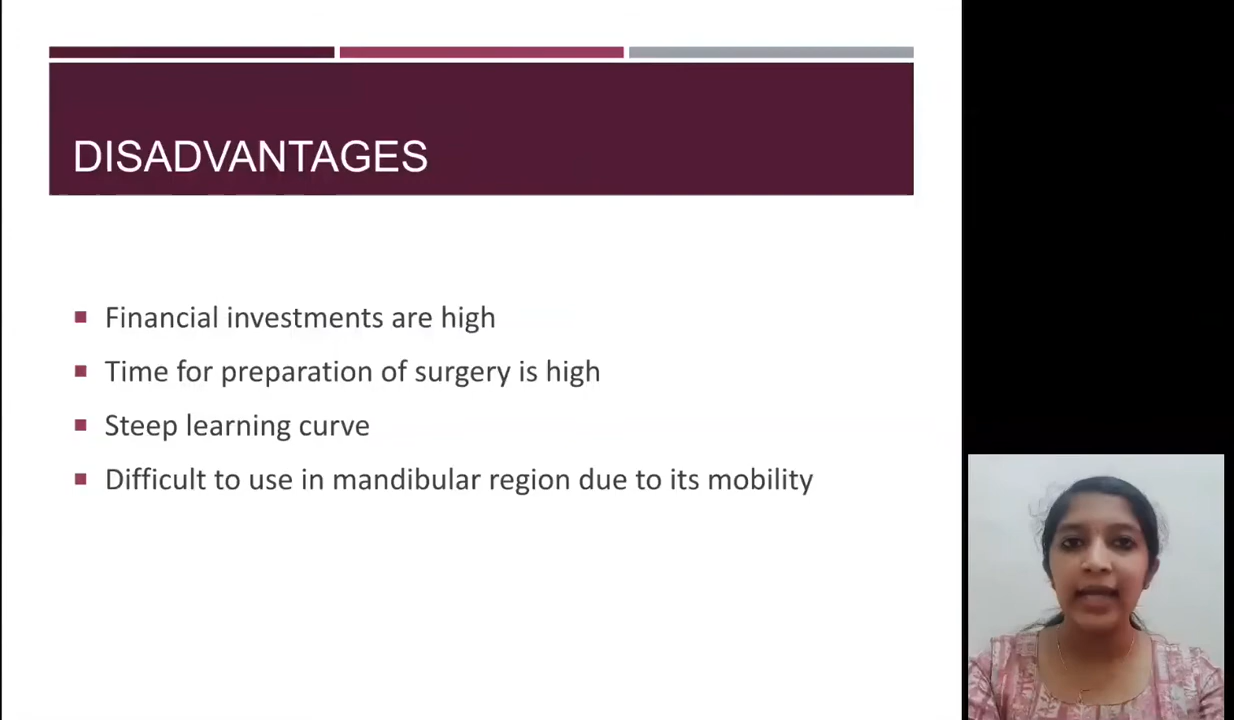 DISADVANTAGES
Financial investments are high
Time for preparation of surgery is high
Steep learning curve
Difficult to use in mandibular region due to its mobility